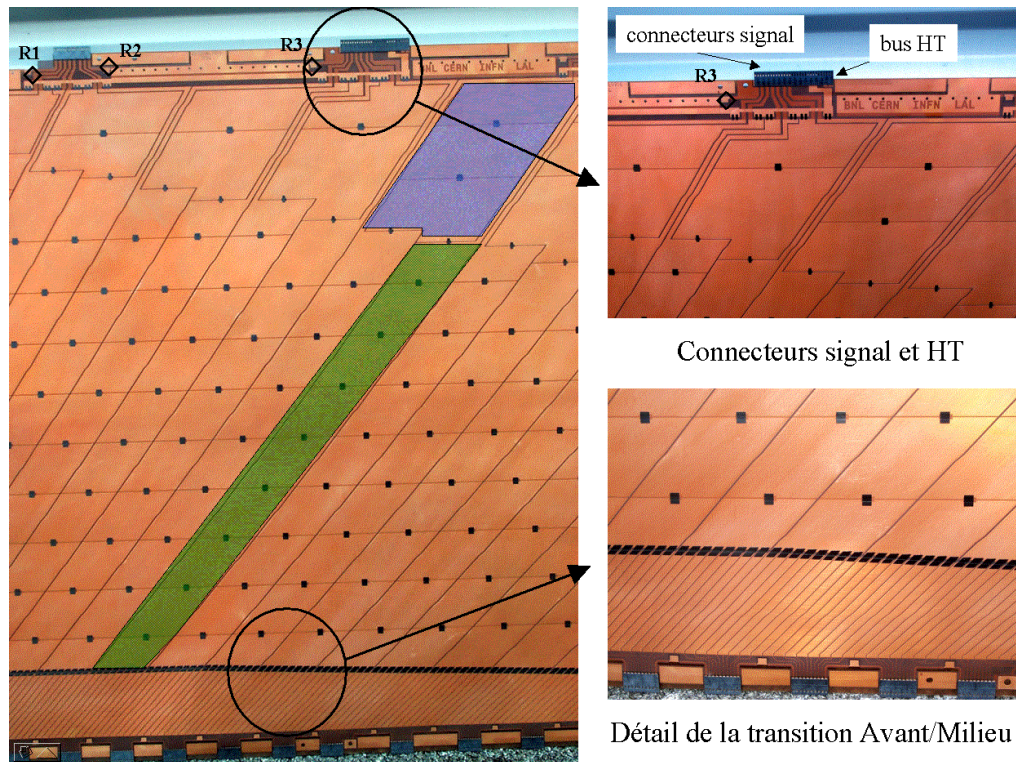 R1
R2
R3
BNL CERN INFN LAL
connecteurs signal
bus HT
R3
BNL CERN INFN LAL
Connecteurs signal et HT
Détail de la transition Avant/Milieu